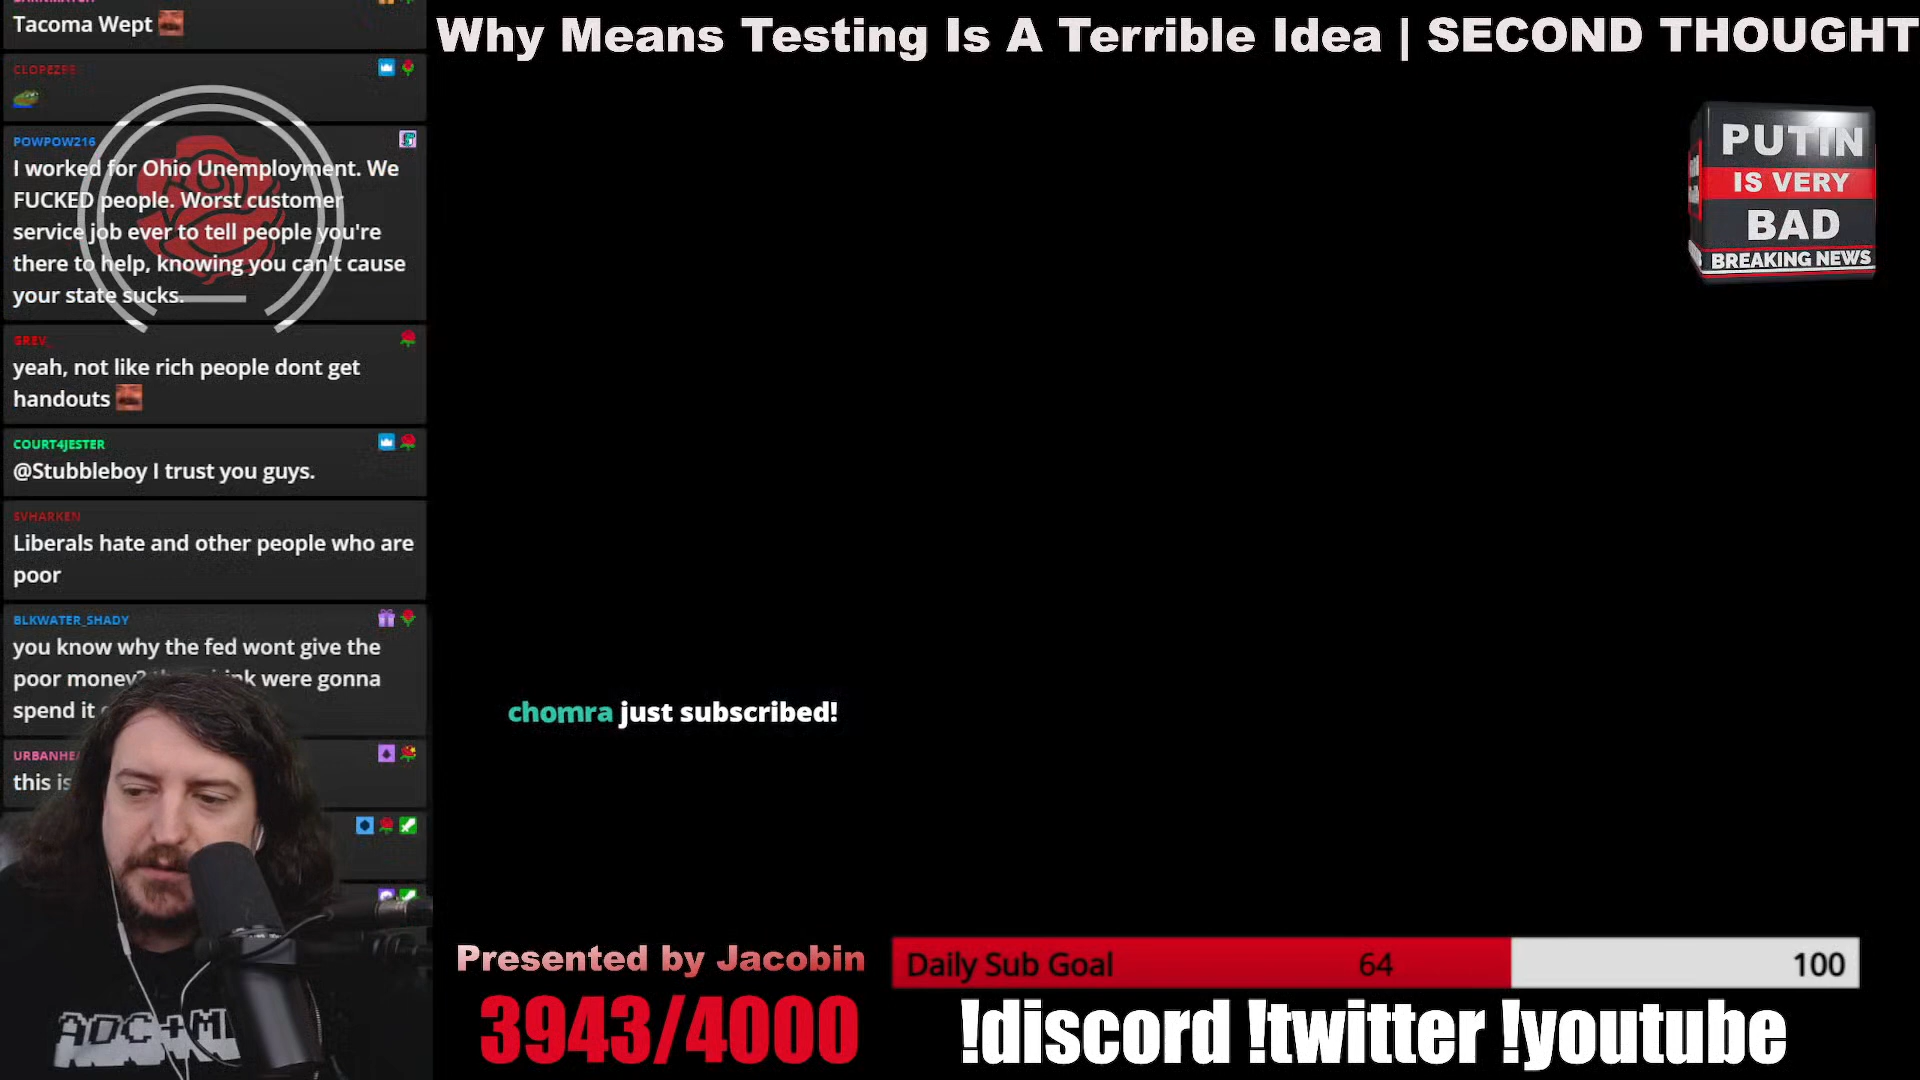 Tacoma Wept
Why Means Testing Is A Terrible Idea | SECOND THOUGHT
CLOPEZEE
POWPOW216
I worked for Ohio Unemployment. We
FUCKED people. Worst customer
service job ever to tell people you're
there to help, knowing you can't cause
your state sucks.
GREV_
yeah, not like rich people dont get
handouts
COURT4JESTER
@Stubbleboy I trust you guys.
SVHARKEN
Liberals hate and other people who are
poor
BLKWATER_SHADY
you know why the fed wont give the
poor money? were gonna
spend it
this is
PUTIN
IS VERY
BAD
BREAKING NEWS
chomra just subscribed!
Presented by Jacobin
3943/4000
Daily Sub Goal 64 100
!discord !twitter !youtube